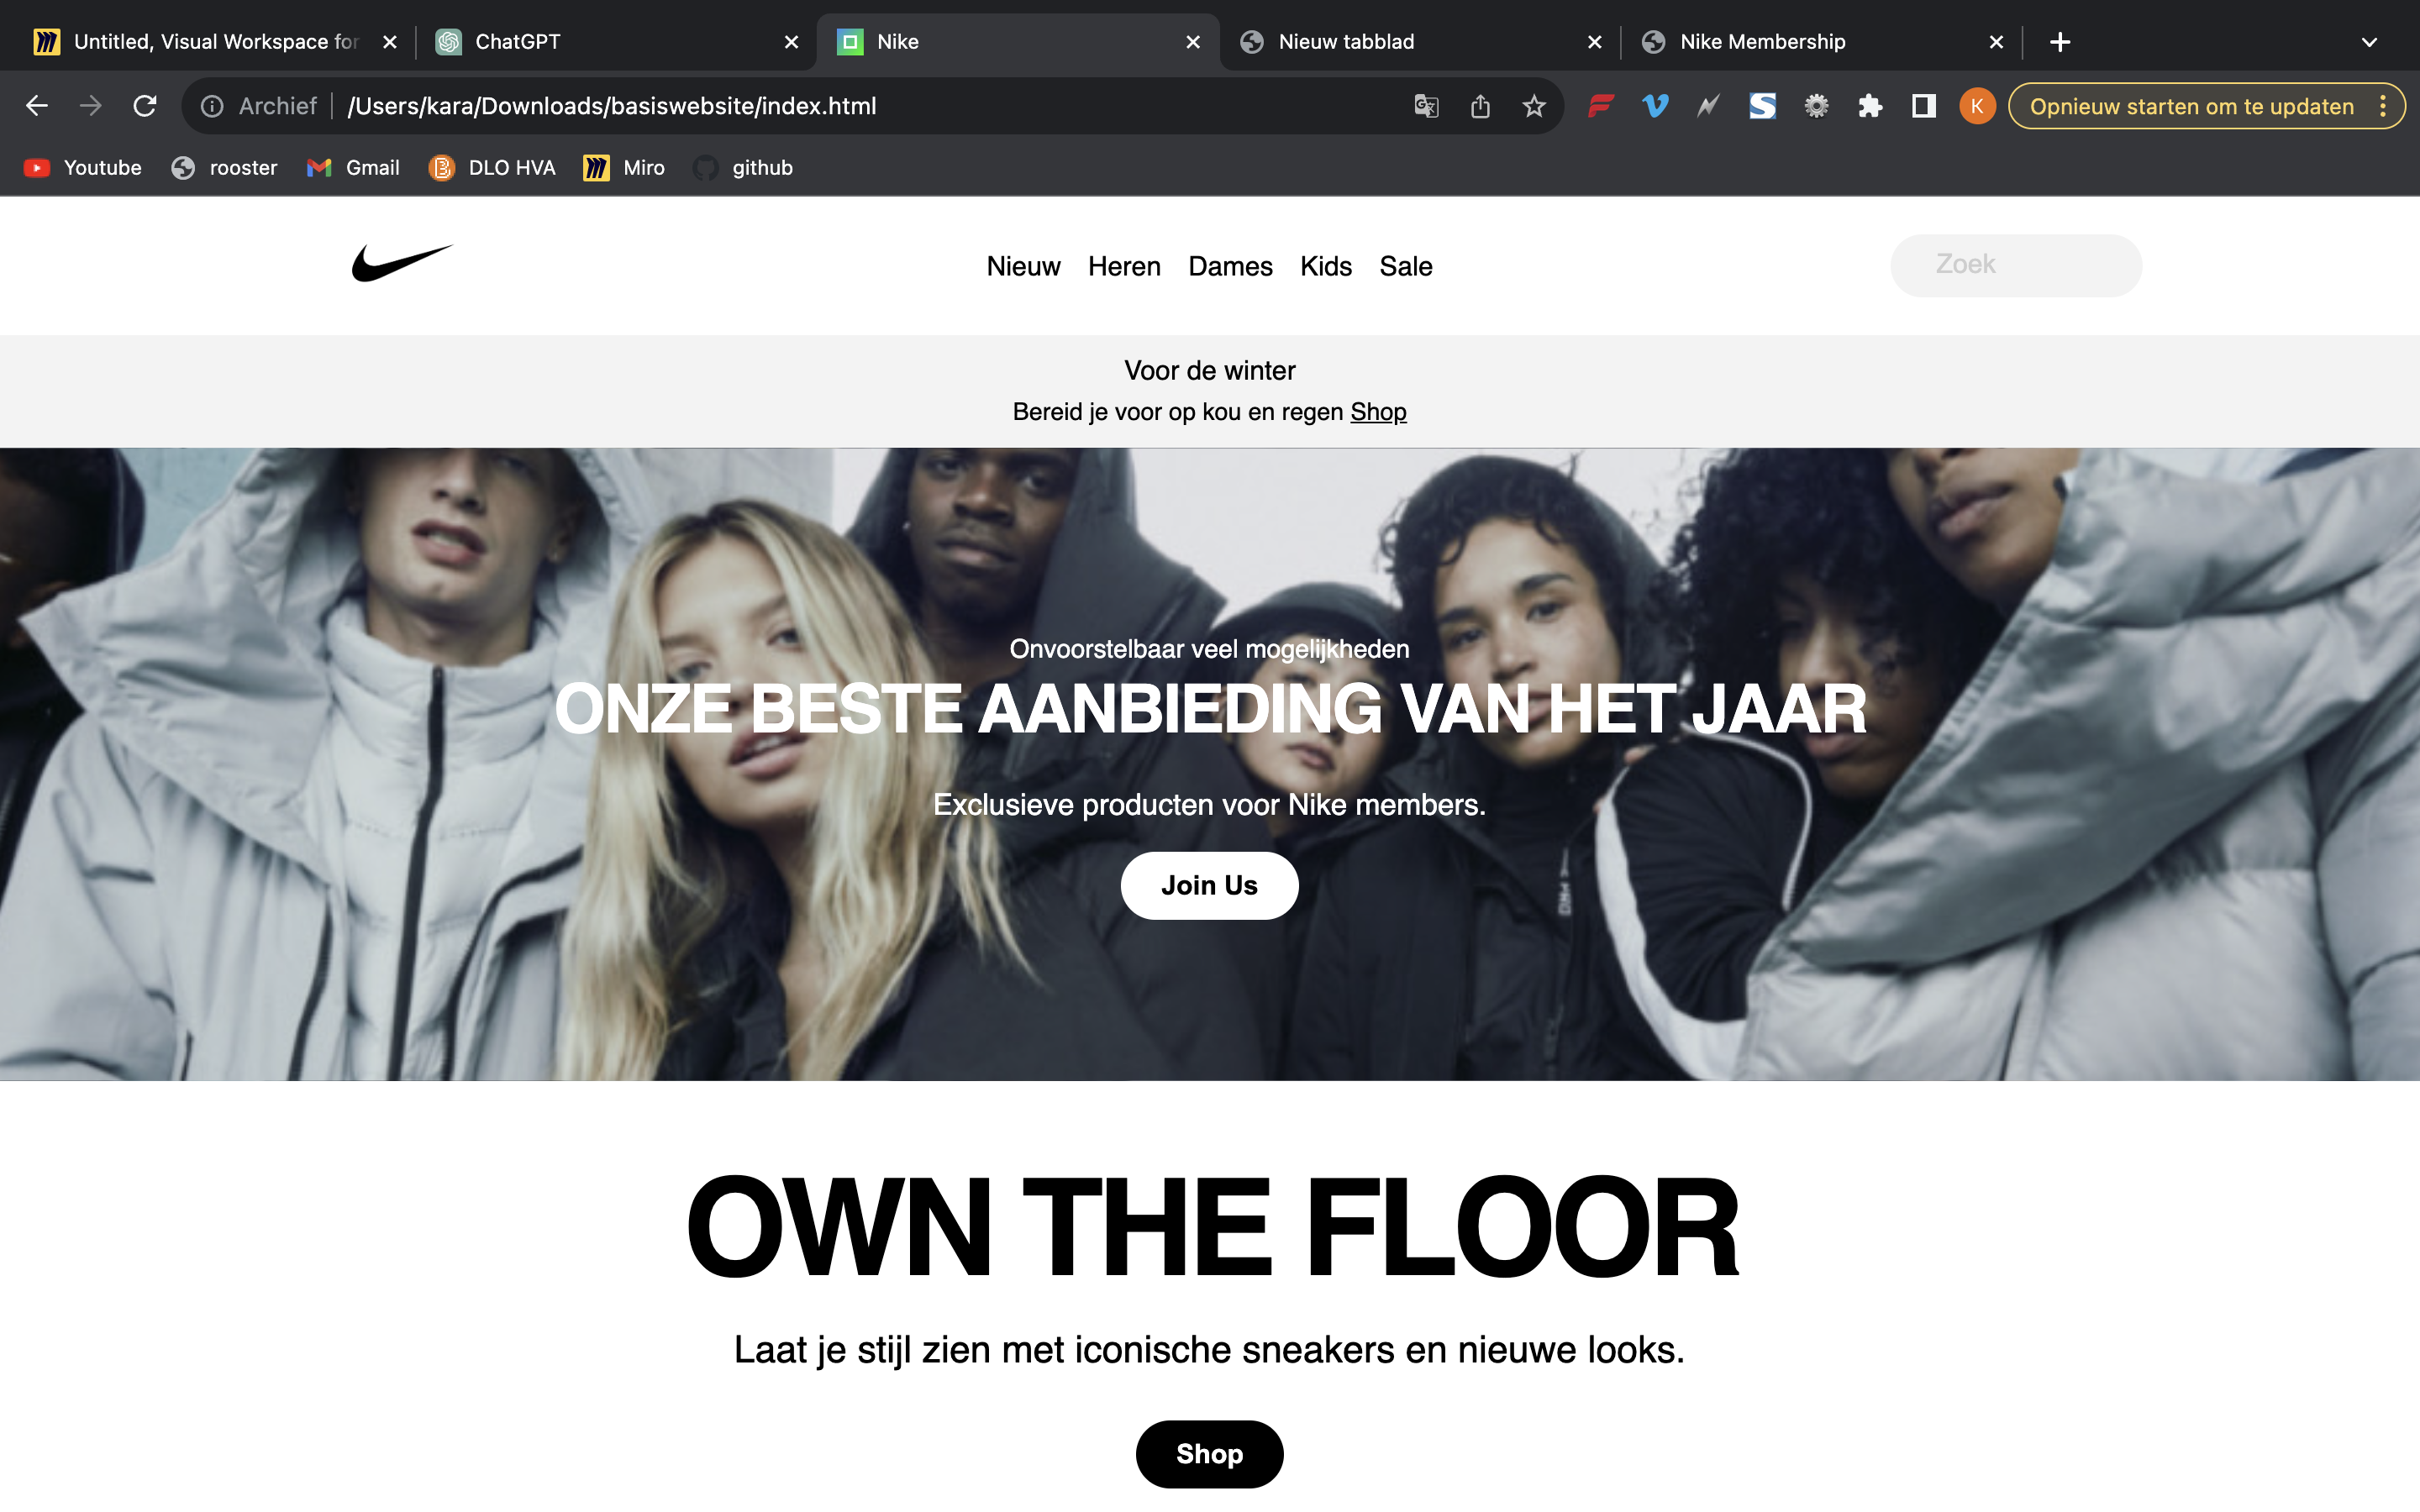 Untitled, Visual Workspace for
ChatGPT
Nike
Nieuw tabblad
Nike Membership
Archief
/Users/kara/Downloads/basiswebsite/index.html
K
Opnieuw starten om te updaten
Youtube
rooster
Gmail
DLO HVA
Miro
github
Nieuw Heren Dames Kids Sale
Zoek
Voor de winter
Bereid je voor op kou en regen Shop
Onvoorstelbaar veel mogelijkheden
ONZE BESTE AANBIEDING VAN HET JAAR
Exclusieve producten voor Nike members.
Join Us
OWN THE FLOOR
Laat je stijl zien met iconische sneakers en nieuwe looks.
Shop